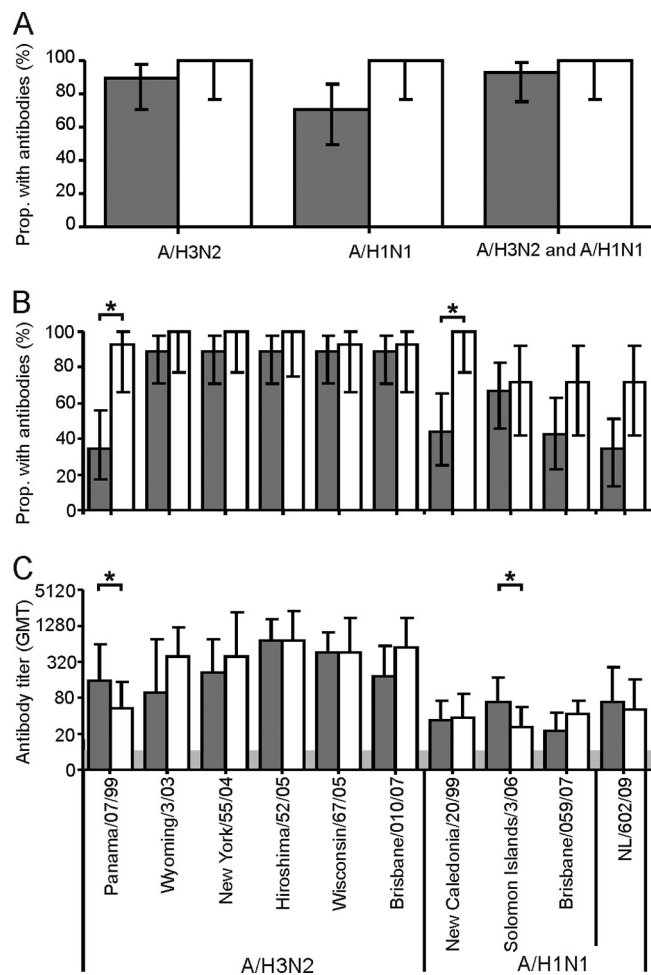 A
Prop. with antibodies (%)
100
80
60
40
20
0
A/H3N2
A/H1N1
A/H3N2 and A/H1N1
B
Prop. with antibodies (%)
100
80
60
40
20
0
*
*
C
Antibody titer (GMT)
5120
1280
320
80
20
0
*
*
Panama/07/99
Wyoming/3/03
New York/55/04
Hiroshima/52/05
Wisconsin/67/05
Brisbane/010/07
New Caledonia/20/99
Solomon Islands/3/06
Brisbane/059/07
NL/602/09
A/H3N2
A/H1N1